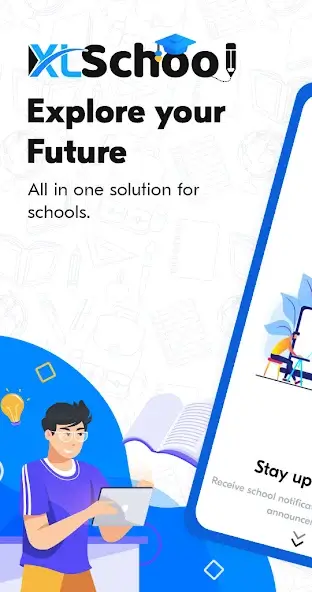 XLSchool
Explore your
Future
All in one solution for
schools.
Stay up
Receive school notifica
announce